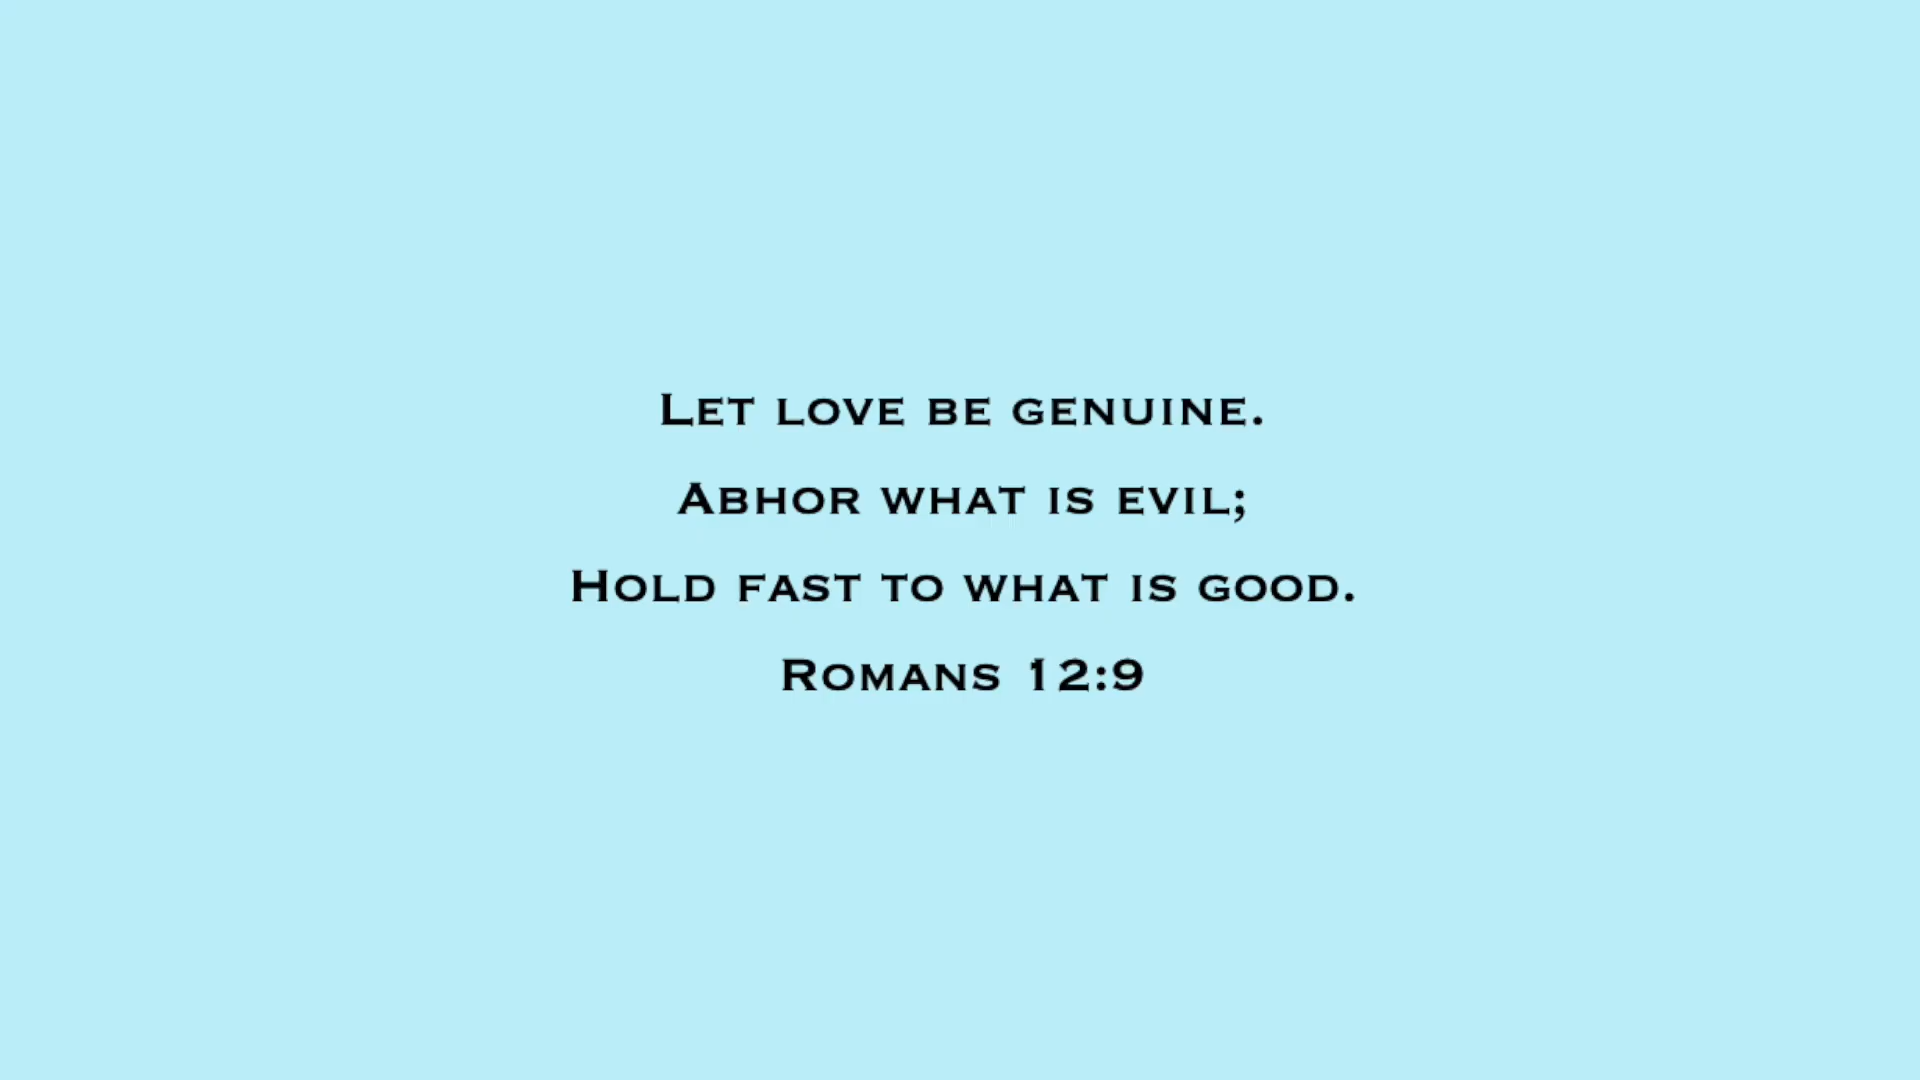 Let love be genuine.
Abhor what is evil;
Hold fast to what is good.
Romans 12:9